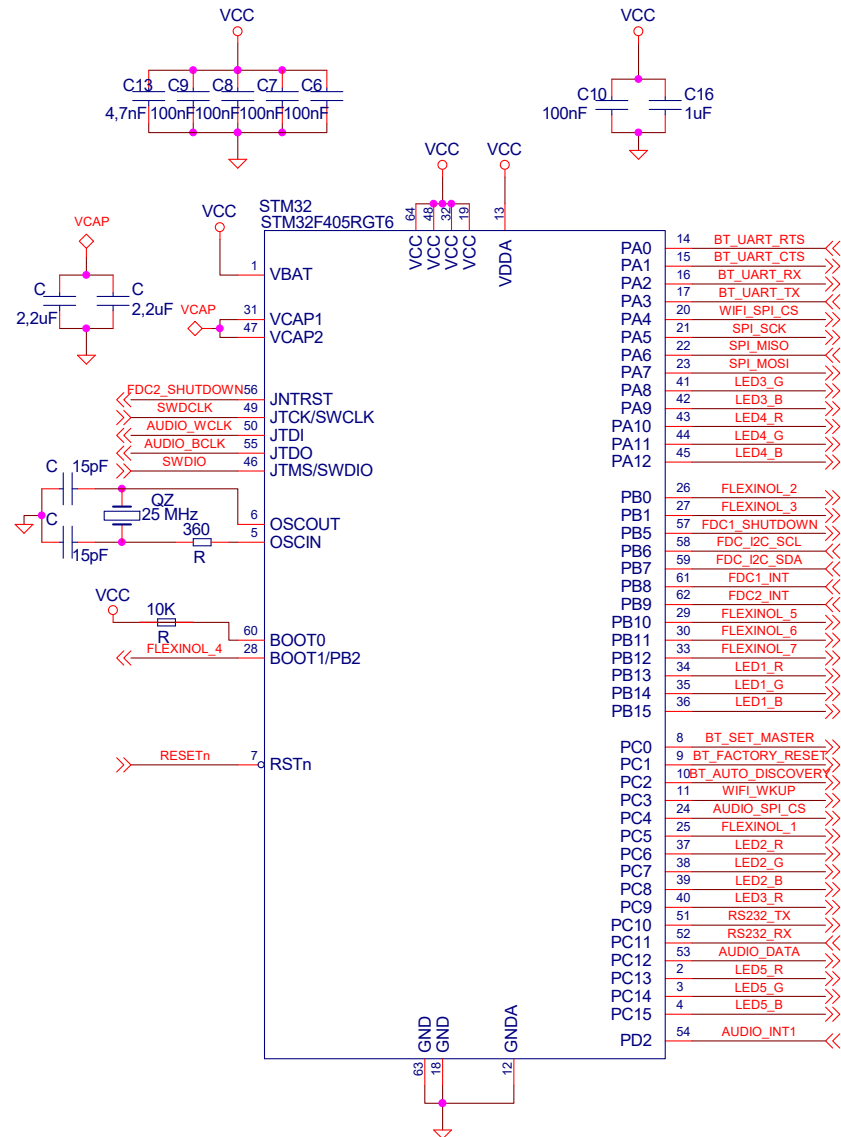 VCC
VCC
C13 C9 C8 C7 C6
4,7nF 100nF 100nF 100nF 100nF
C10 C16
100nF 1uF
VCC VCC
VCC
STM32
STM32F405RGT6
VCAP
C C
2,2uF 2,2uF
64 48 32 19 13
VCC VCC VCC VCC VDDA
1 VBAT
VCAP
31 VCAP1
47 VCAP2
FDC2_SHUTDOWN 56 JNTRST
SWDCLK 49 JTCK/SWCLK
AUDIO_WCLK 50 JTDI
AUDIO_BCLK 55 JTDO
SWDIO 46 JTMS/SWDIO
C 15pF
QZ
25 MHz
6 OSCOUT
C
15pF
360
R
5 OSCIN
VCC
10K
R
60 BOOT0
FLEXINOL_4 28 BOOT1/PB2
RESETn 7 RSTn
PA0 14 BT_UART_RTS
PA1 15 BT_UART_CTS
PA2 16 BT_UART_RX
PA3 17 BT_UART_TX
PA4 20 WIFI_SPI_CS
PA5 21 SPI_SCK
PA6 22 SPI_MISO
PA7 23 SPI_MOSI
PA8 41 LED3_G
PA9 42 LED3_B
PA10 43 LED4_R
PA11 44 LED4_G
PA12 45 LED4_B
PB0 26 FLEXINOL_2
PB1 27 FLEXINOL_3
PB5 57 FDC1_SHUTDOWN
PB6 58 FDC_I2C_SCL
PB7 59 FDC_I2C_SDA
PB8 61 FDC1_INT
PB9 62 FDC2_INT
PB10 29 FLEXINOL_5
PB11 30 FLEXINOL_6
PB12 33 FLEXINOL_7
PB13 34 LED1_R
PB14 35 LED1_G
PB15 36 LED1_B
PC0 8 BT_SET_MASTER
PC1 9 BT_FACTORY_RESET
PC2 10 BT_AUTO_DISCOVERY
PC3 11 WIFI_WKUP
PC4 24 AUDIO_SPI_CS
PC5 25 FLEXINOL_1
PC6 37 LED2_R
PC7 38 LED2_G
PC8 39 LED2_B
PC9 40 LED3_R
PC10 51 RS232_TX
PC11 52 RS232_RX
PC12 53 AUDIO_DATA
PC13 2 LED5_R
PC14 3 LED5_G
PC15 4 LED5_B
PD2 54 AUDIO_INT1
GND GND GNDA
63 18 12